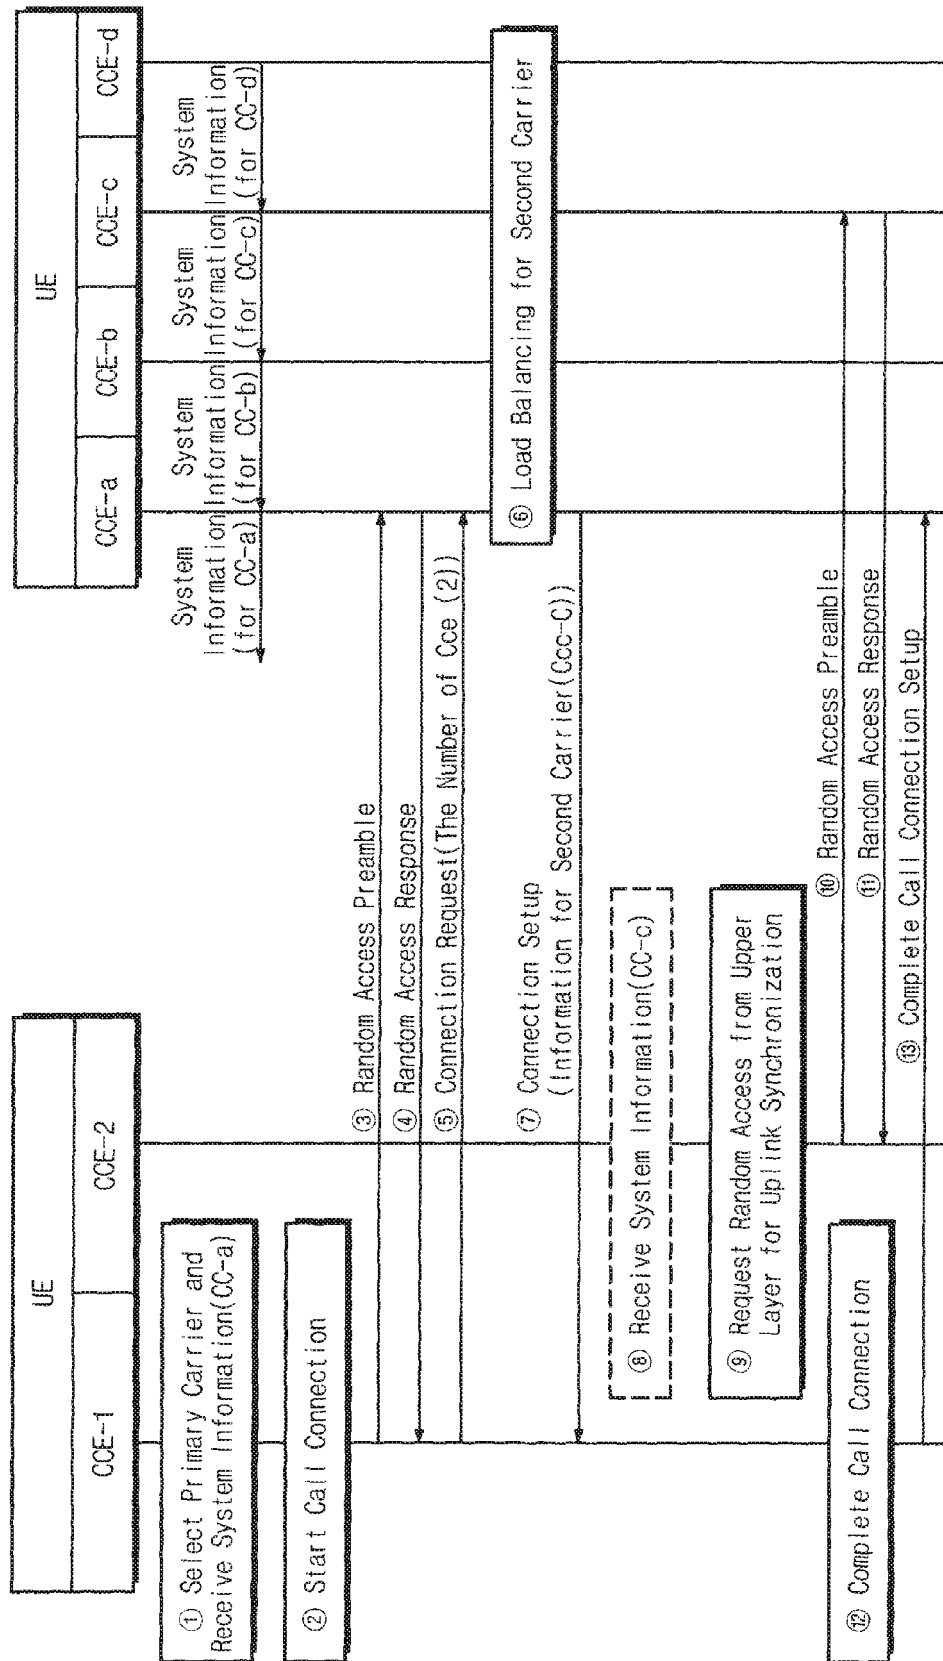 UE
CCE-1
CCE-2
UE
CCE-a
CCE-b
CCE-c
CCE-d
① Select Primary Carrier and
Receive System Information(CC-a)
System
Information
(for CC-a)
System
Information
(for CC-b)
System
Information
(for CC-c)
System
Information
(for CC-d)
② Start Call Connection
③ Random Access Preamble
④ Random Access Response
⑤ Connection Request(The Number of Cce (2))
⑥ Load Balancing for Second Carrier
⑦ Connection Setup
(Information for Second Carrier(Ccc-C))
⑧ Receive System Information(CC-c)
⑨ Request Random Access from Upper
Layer for Uplink Synchronization
⑩ Random Access Preamble
⑪ Random Access Response
⑫ Complete Call Connection
⑬ Complete Call Connection Setup